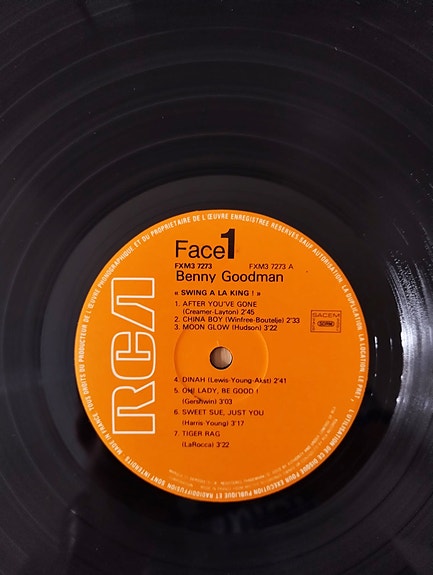 Face 1
FXM3 7273 FXM3 7273 A
Benny Goodman
« SWING A LA KING ! »
1. AFTER YOU'VE GONE
(Creamer-Layton) 2'45
2. CHINA BOY (Winfree-Boutelje) 2'33
3. MOON GLOW (Hudson) 3'22
SACEM
4. DINAH (Lewis-Young-Akst) 2'41
5. OH! LADY, BE GOOD !
(Gershwin) 3'03
6. SWEET SUE, JUST YOU
(Harris-Young) 3'17
7. TIGER RAG
(LaRocca) 3'22
RCA
MADE IN FRANCE. TOUS DROITS DU PRODUCTEUR DE L'ŒUVRE PHONOGRAPHIQUE ET DU PROPRIETAIRE DE L'ŒUVRE ENREGISTREE RESERVES. SAUF AUTORISATION, LA DUPLICATION, LA LOCATION, LE PRET, L'UTILISATION DE CE DISQUE POUR EXECUTION PUBLIQUE ET RADIODIFFUSION SONT INTERDITS